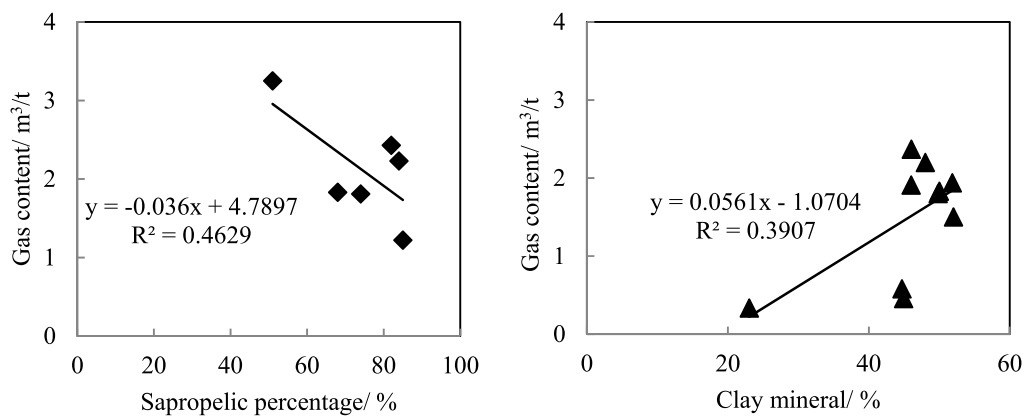 4
3
2
1
0
Gas content/ m³/t
y = -0.036x + 4.7897
R² = 0.4629
0 20 40 60 80 100
Sapropelic percentage/ %
4
3
2
1
0
Gas content/ m³/t
y = 0.0561x - 1.0704
R² = 0.3907
0 20 40 60
Clay mineral/ %